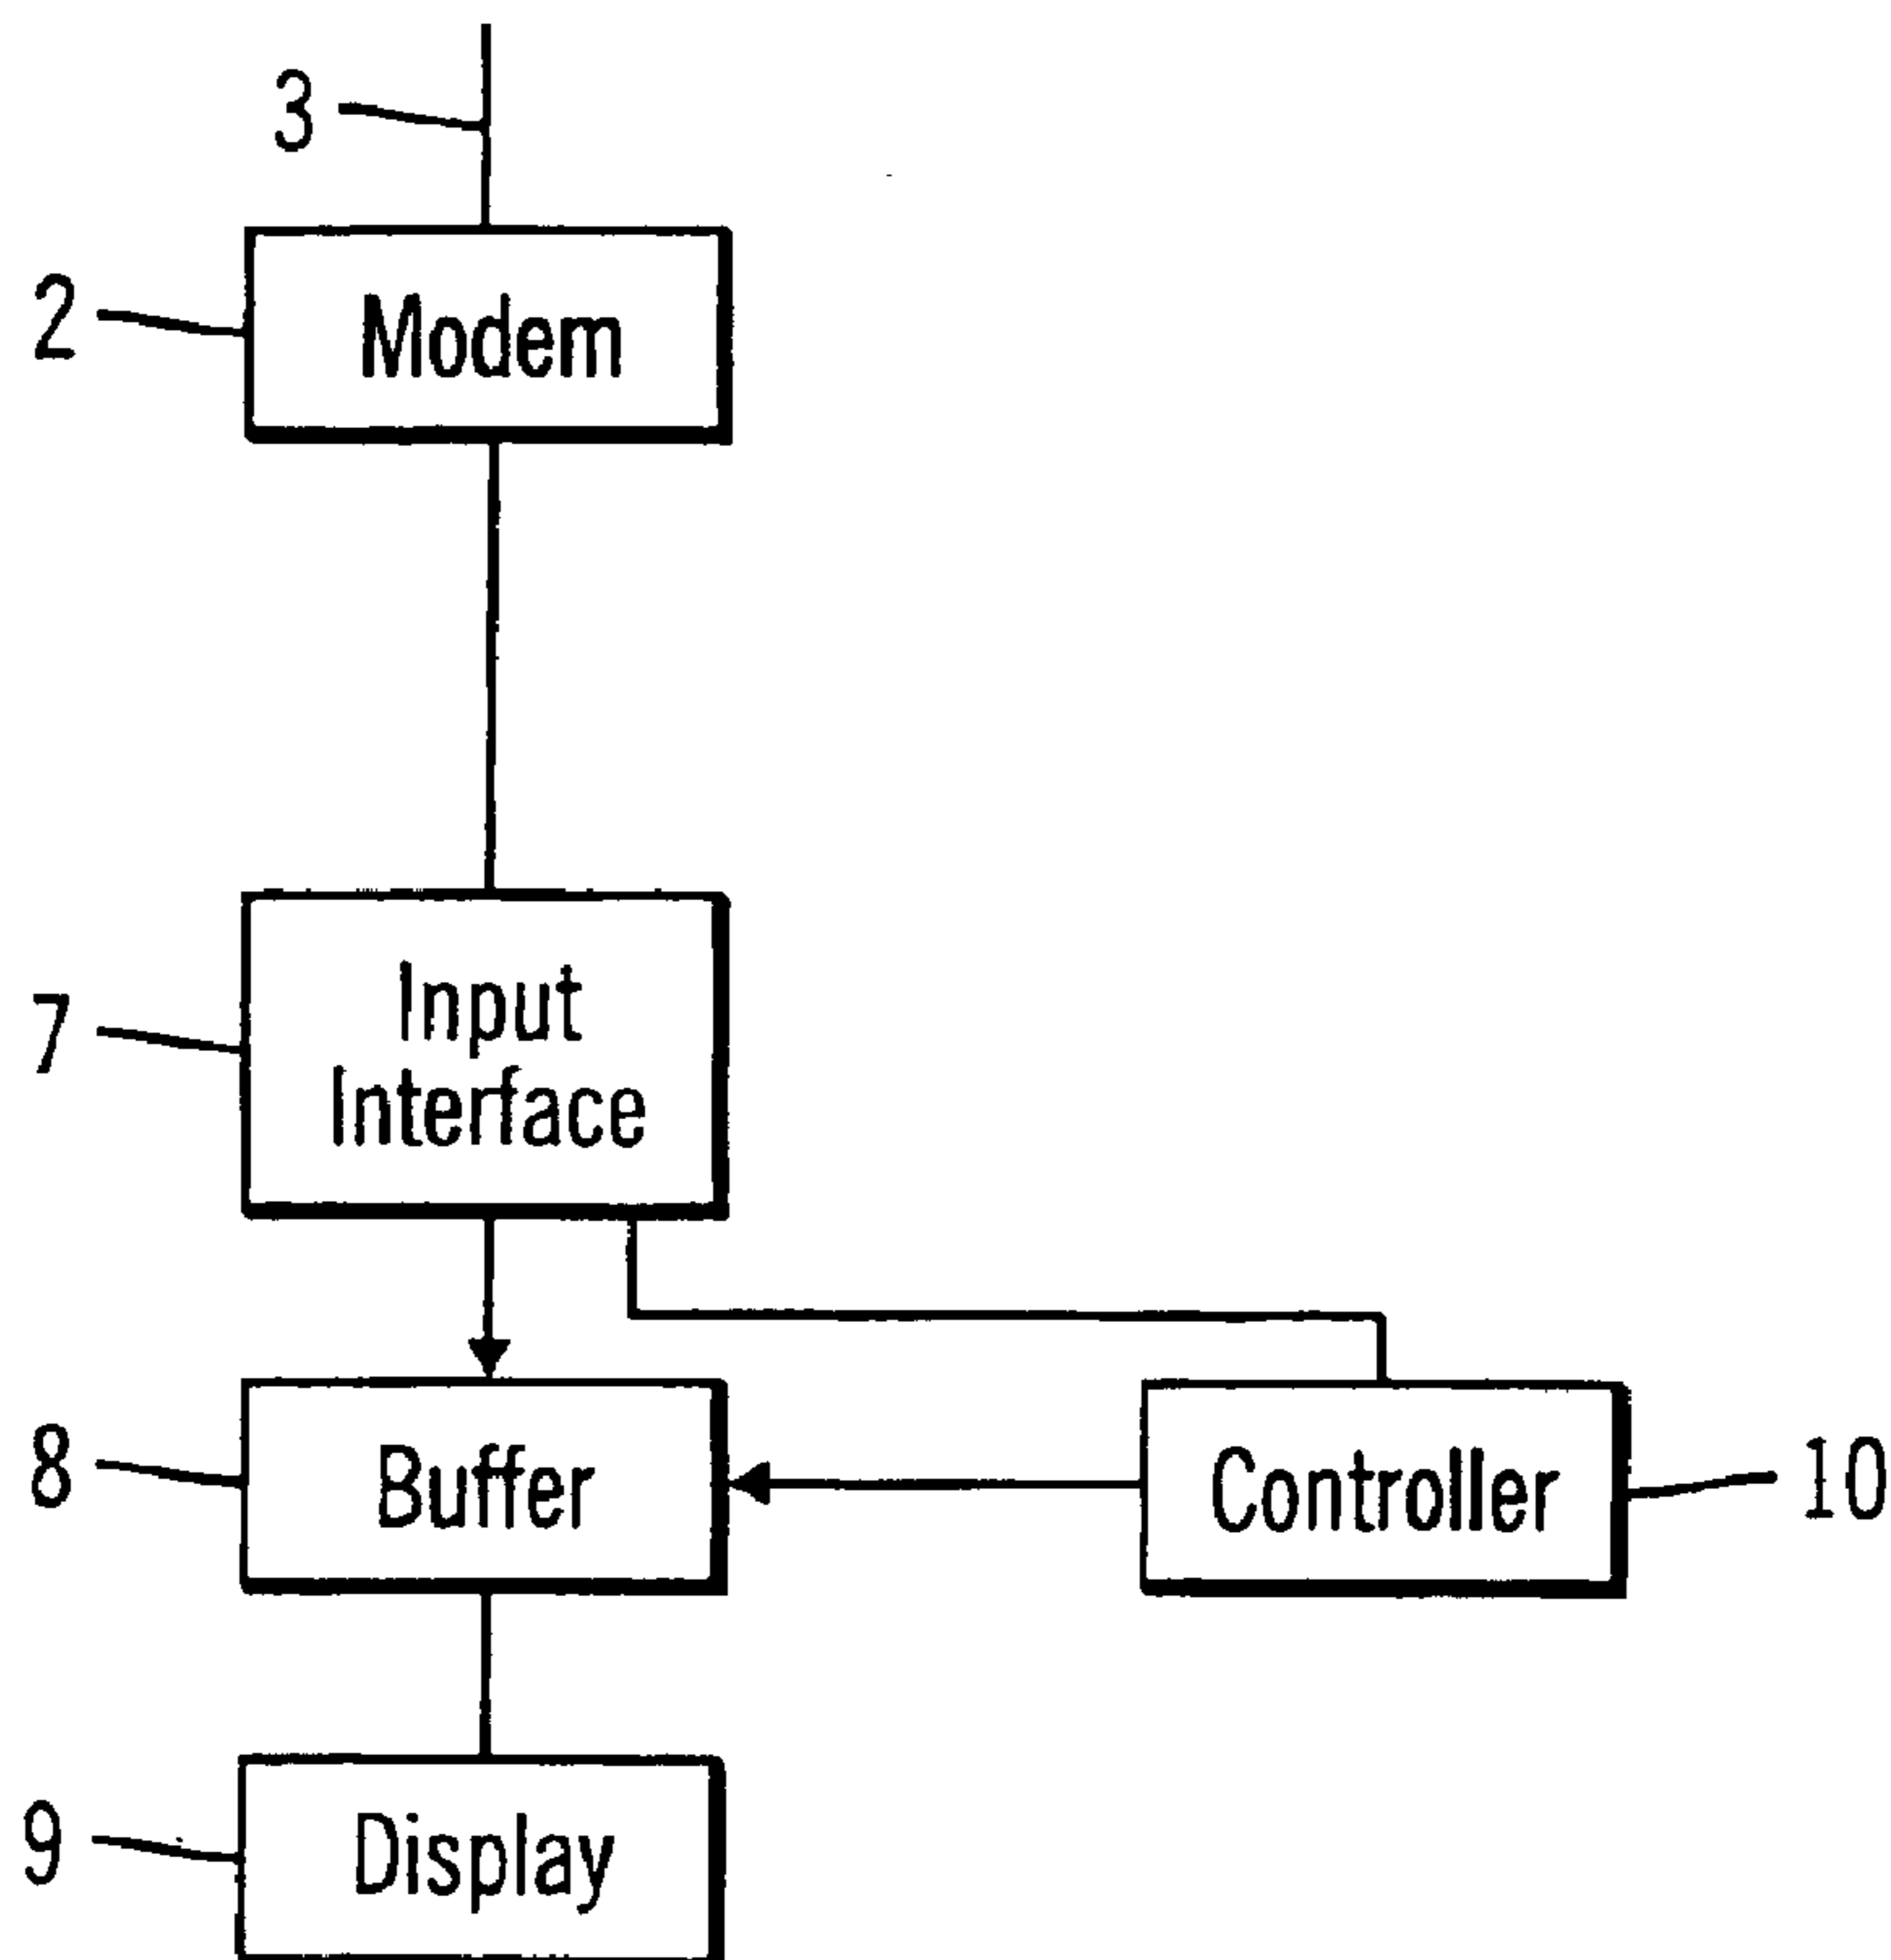 3
2
Modem
7
Input
Interface
8
Buffer
Controller
10
9
Display